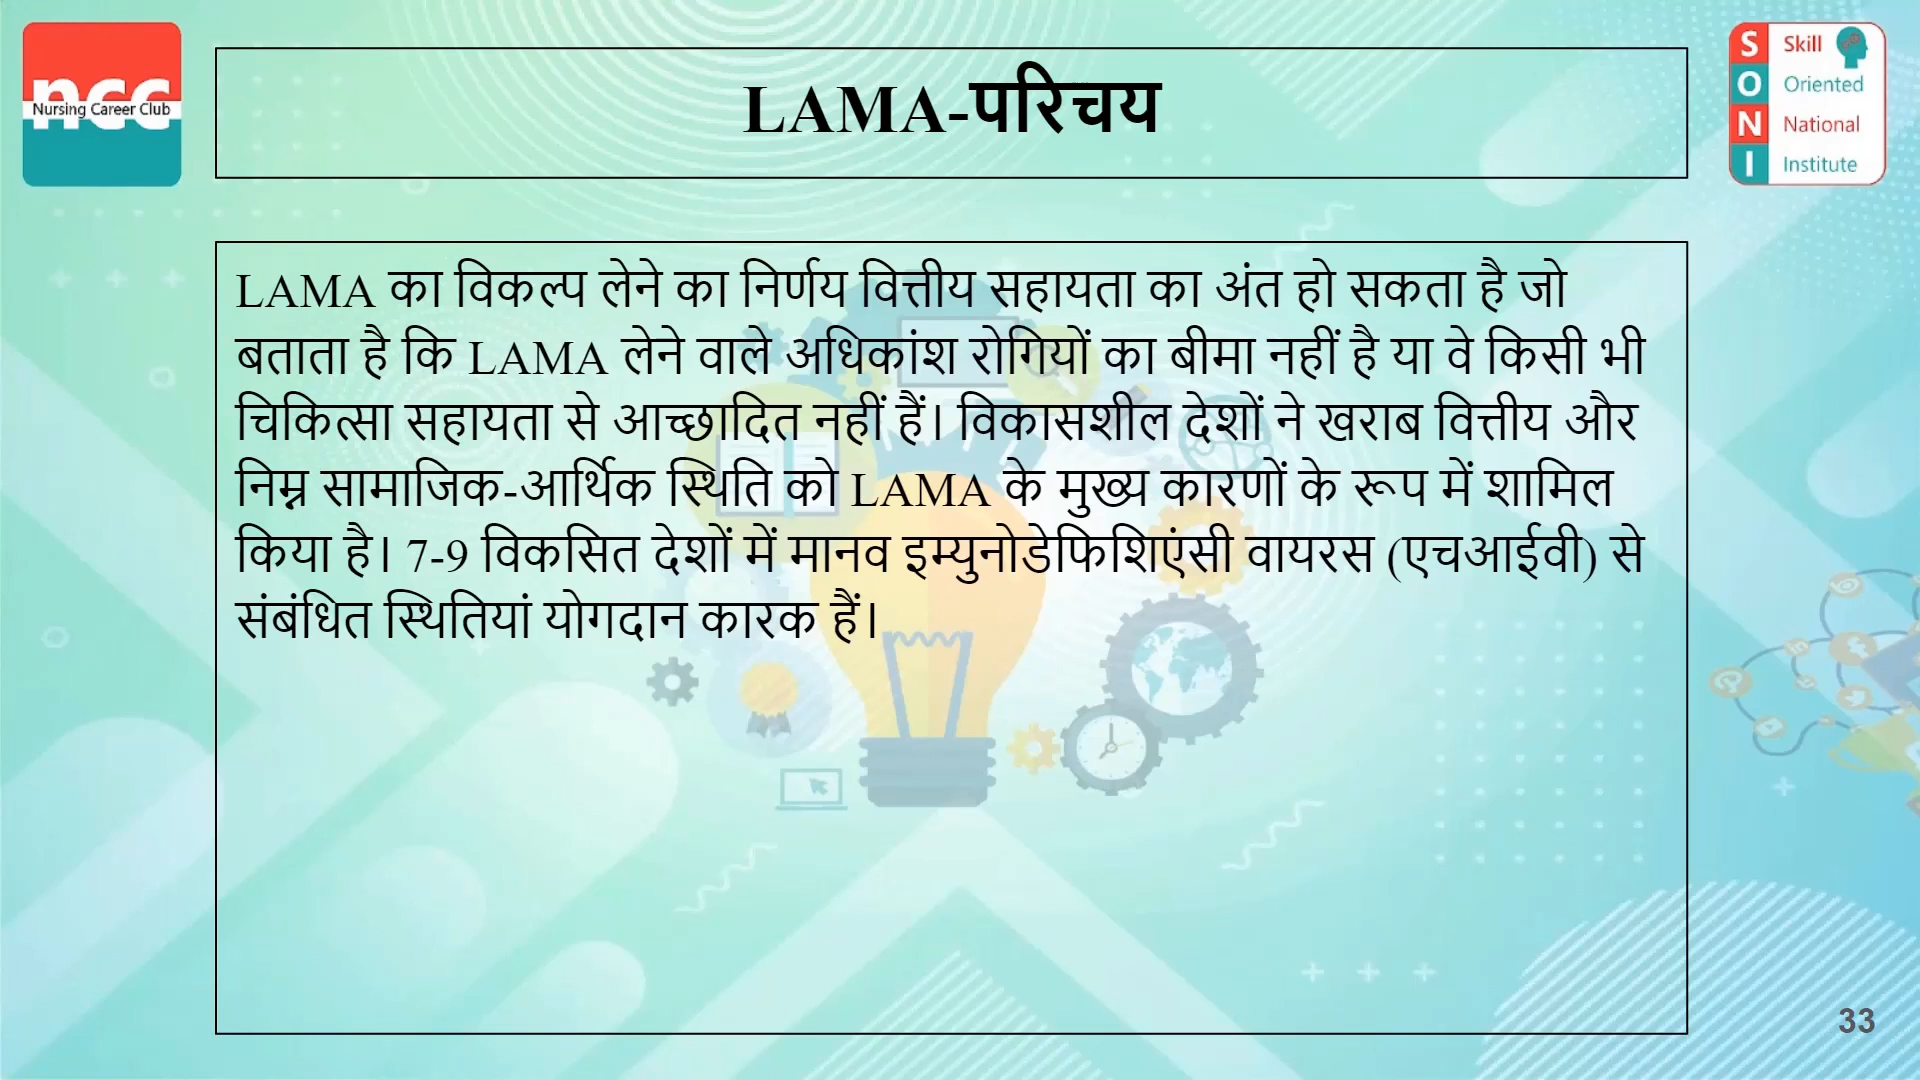 ncc
Nursing Career Club
LAMA-परिचय
S Skill
O Oriented
N National
I Institute
LAMA का विकल्प लेने का निर्णय वित्तीय सहायता का अंत हो सकता है जो
बताता है कि LAMA लेने वाले अधिकांश रोगियों का बीमा नहीं है या वे किसी भी
चिकित्सा सहायता से आच्छादित नहीं हैं। विकासशील देशों ने खराब वित्तीय और
निम्न सामाजिक-आर्थिक स्थिति को LAMA के मुख्य कारणों के रूप में शामिल
किया है। 7-9 विकसित देशों में मानव इम्युनोडेफिशिएंसी वायरस (एचआईवी) से
संबंधित स्थितियां योगदान कारक हैं।
33